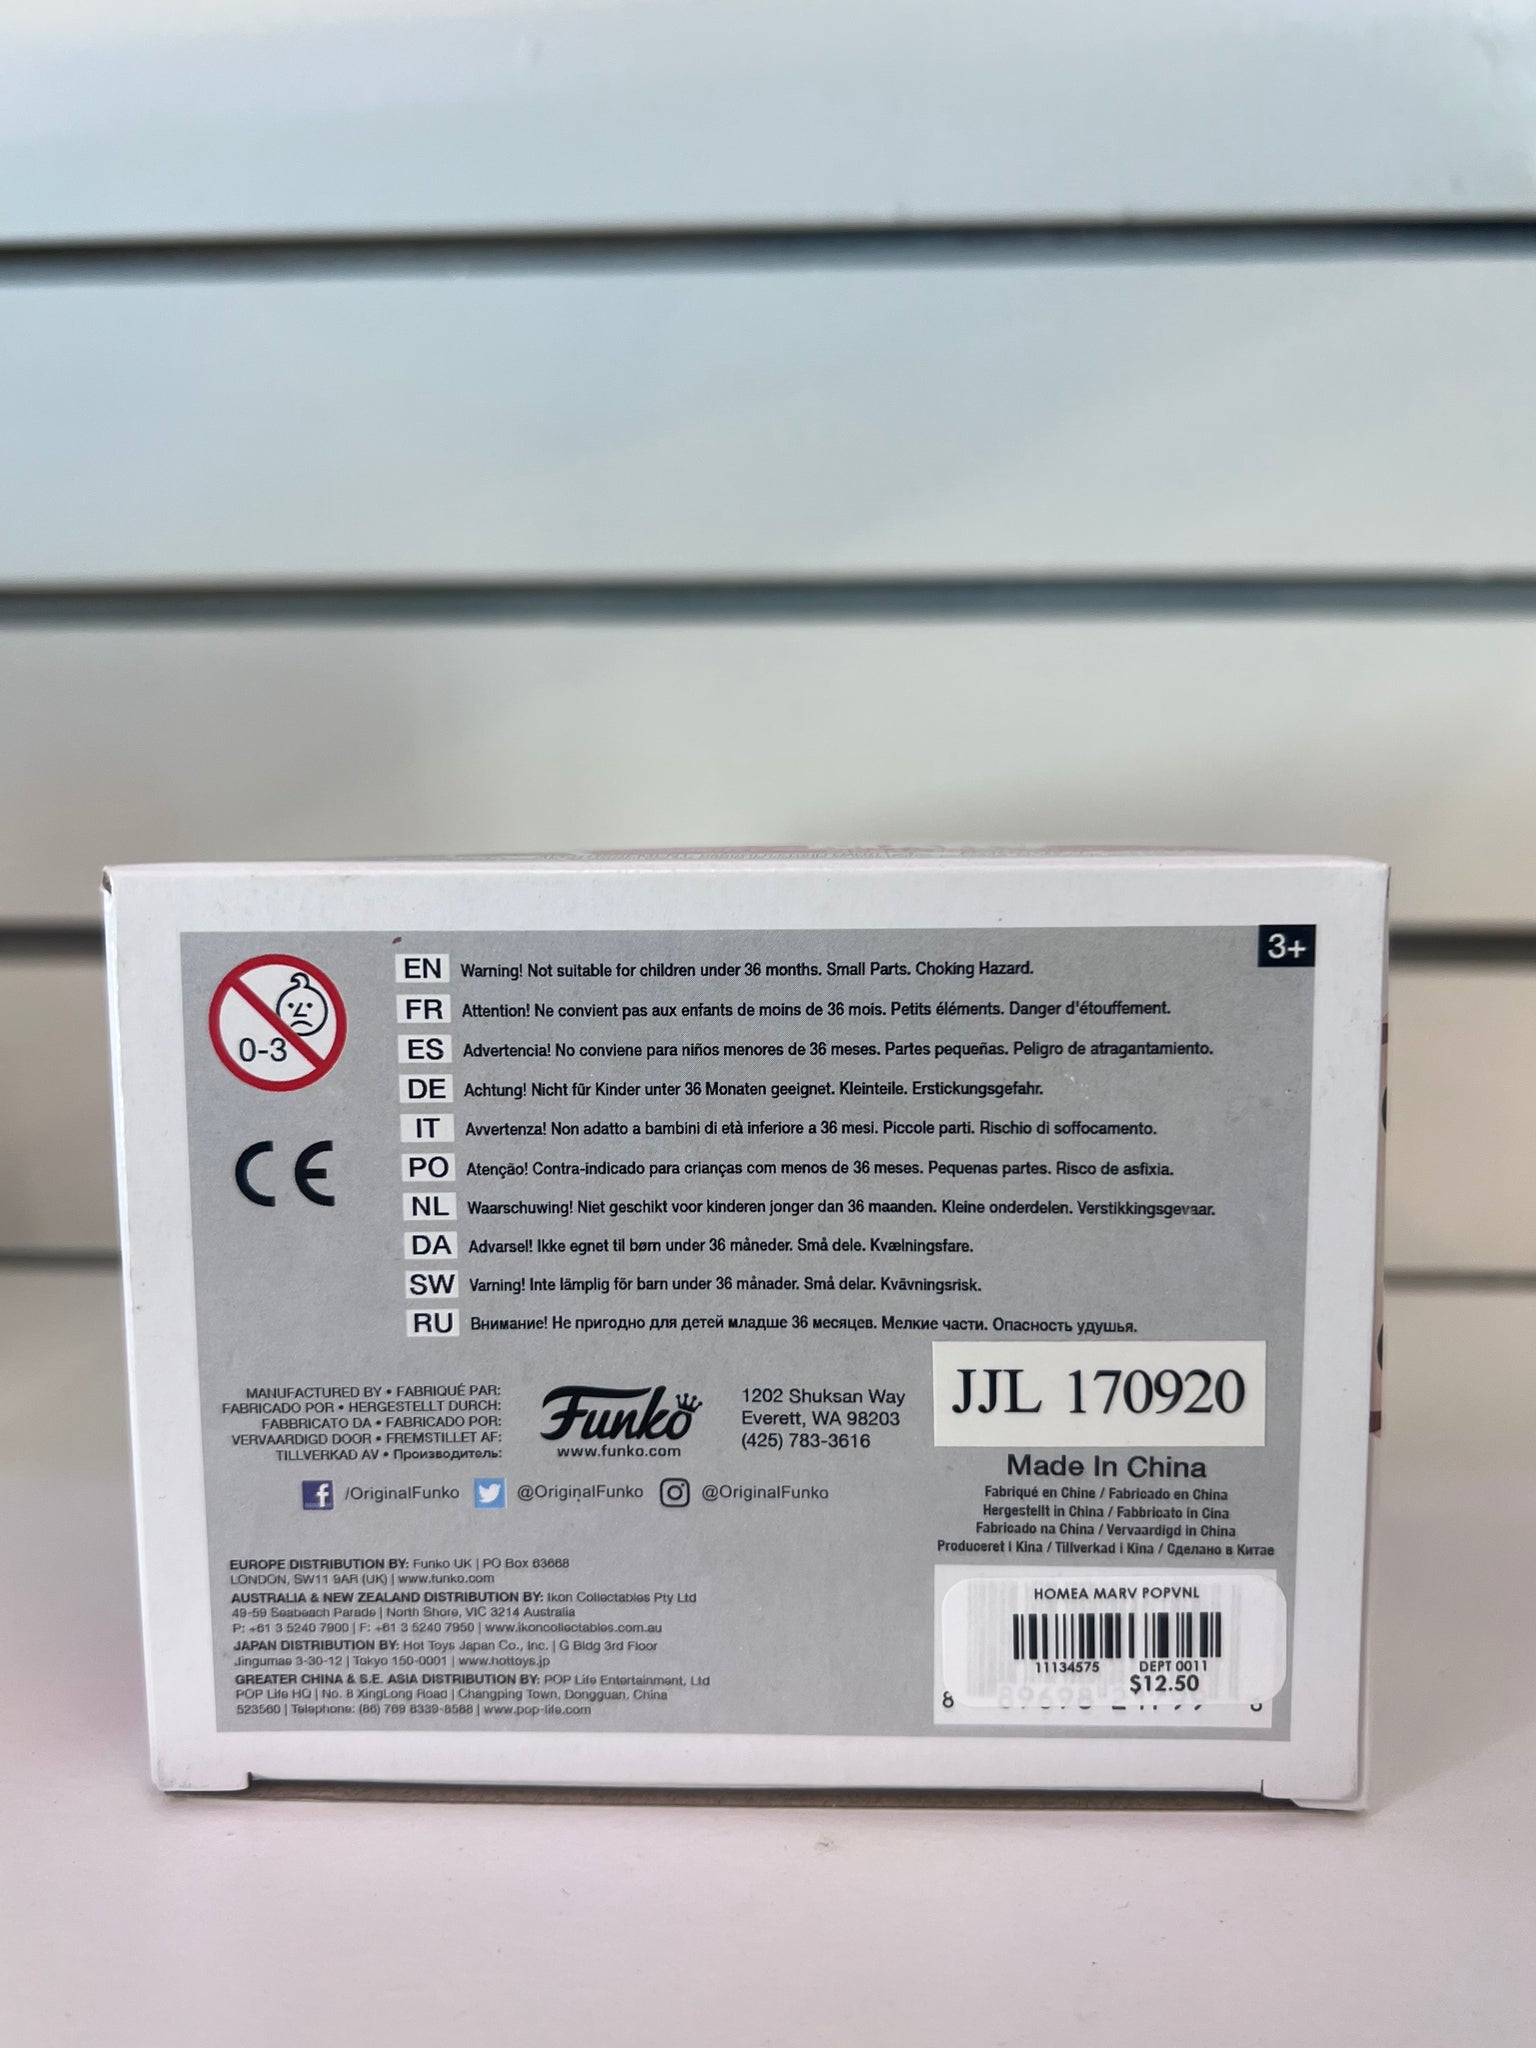 3+
0-3
CE
EN Warning! Not suitable for children under 36 months. Small Parts. Choking Hazard.
FR Attention! Ne convient pas aux enfants de moins de 36 mois. Petits éléments. Danger d'étouffement.
ES Advertencia! No conviene para niños menores de 36 meses. Partes pequeñas. Peligro de atragantamiento.
DE Achtung! Nicht für Kinder unter 36 Monaten geeignet. Kleinteile. Erstickungsgefahr.
IT Avvertenza! Non adatto a bambini di età inferiore a 36 mesi. Piccole parti. Rischio di soffocamento.
PO Atenção! Contra-indicado para crianças com menos de 36 meses. Pequenas partes. Risco de asfixia.
NL Waarschuwing! Niet geschikt voor kinderen jonger dan 36 maanden. Kleine onderdelen. Verstikkingsgevaar.
DA Advarsel! Ikke egnet til børn under 36 måneder. Små dele. Kvælningsfare.
SW Varning! Inte lämplig för barn under 36 månader. Små delar. Kvävningsrisk.
RU Внимание! Не пригодно для детей младше 36 месяцев. Мелкие части. Опасность удушья.
MANUFACTURED BY • FABRIQUÉ PAR:
FABRICADO POR • HERGESTELLT DURCH:
FABBRICATO DA • FABRICADO POR:
VERVAARDIGD DOOR • FREMSTILLET AF:
TILLVERKAD AV • Производитель:
Funko
www.funko.com
1202 Shuksan Way
Everett, WA 98203
(425) 783-3616
/OriginalFunko @OriginalFunko @OriginalFunko
JJL 170920
Made In China
Fabriqué en Chine / Fabricado en China
Hergestellt in China / Fabbricato in Cina
Fabricado na China / Vervaardigd in China
Produceret i Kina / Tillverkad i Kina / Сделано в Китае
EUROPE DISTRIBUTION BY: Funko UK | PO Box 63668
LONDON, SW11 9AR (UK) | www.funko.com
AUSTRALIA & NEW ZEALAND DISTRIBUTION BY: Ikon Collectables Pty Ltd
49-59 Seabeach Parade | North Shore, VIC 3214 Australia
P: +61 3 5240 7900 | F: +61 3 5240 7950 | www.ikoncollectables.com.au
JAPAN DISTRIBUTION BY: Hot Toys Japan Co., Inc. | G Bldg 3rd Floor
Jingumae 3-30-12 | Tokyo 150-0001 | www.hottoys.jp
GREATER CHINA & S.E. ASIA DISTRIBUTION BY: POP Life Entertainment, Ltd
POP Life HQ | No. 8 XingLong Road | Changping Town, Dongguan, China
523560 | Telephone: (86) 769 8339-8588 | www.pop-life.com
HOMEA MARV POPVNL
11134575 DEPT 0011
$12.50
8